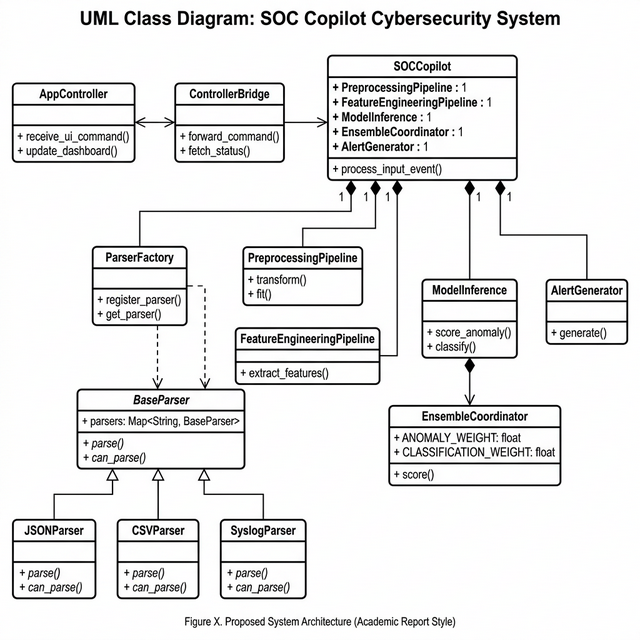 UML Class Diagram: SOC Copilot Cybersecurity System
SOCCopilot
+ PreprocessingPipeline : 1
+ FeatureEngineeringPipeline : 1
+ ModelInference : 1
+ EnsembleCoordinator : 1
+ AlertGenerator : 1
+ process_input_event()
AppController
+ receive_ui_command()
+ update_dashboard()
ControllerBridge
+ forward_command()
+ fetch_status()
1
1
1
1
1
ParserFactory
+ register_parser()
+ get_parser()
PreprocessingPipeline
+ transform()
+ fit()
ModelInference
+ score_anomaly()
+ classify()
AlertGenerator
+ generate()
FeatureEngineeringPipeline
+ extract_features()
BaseParser
+ parsers: Map<String, BaseParser>
+ parse()
+ can_parse()
EnsembleCoordinator
+ ANOMALY_WEIGHT: float
+ CLASSIFICATION_WEIGHT: float
+ score()
JSONParser
+ parse()
+ can_parse()
CSVParser
+ parse()
+ can_parse()
SyslogParser
+ parse()
+ can_parse()
Figure X. Proposed System Architecture (Academic Report Style)